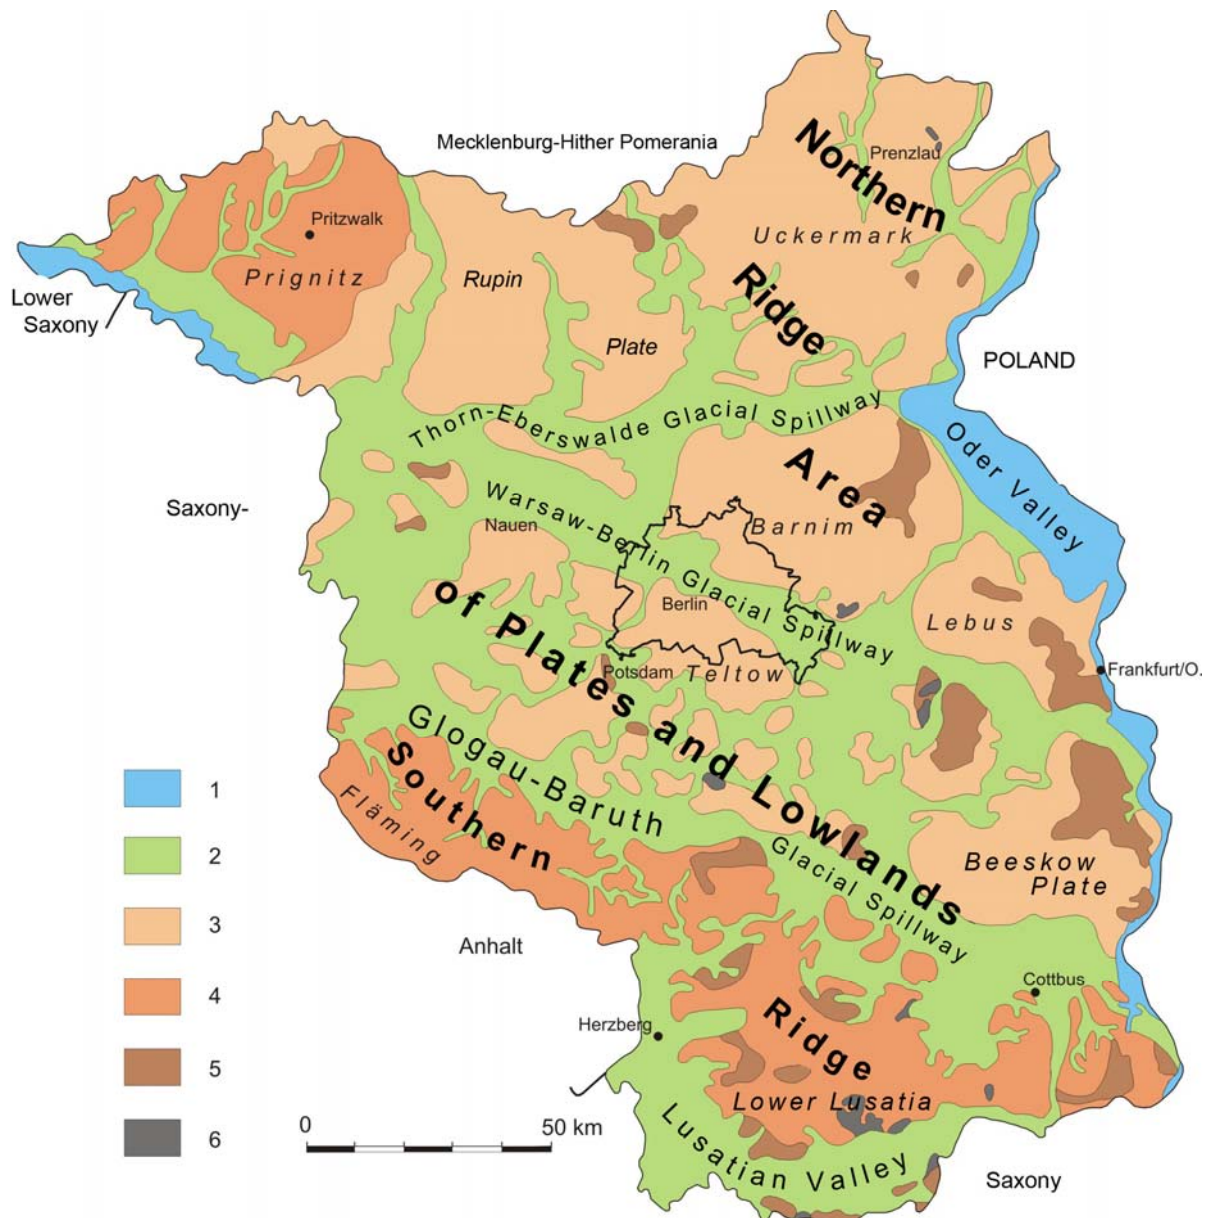 Mecklenburg-Hither Pomerania
Northern
Prenzlau
Pritzwalk
Uckermark
Prignitz
Rupin
Ridge
Lower
Saxony
Plate
POLAND
Thorn-Eberswalde Glacial Spillway
Oder Valley
Area
Saxony-
Warsaw-Berlin Glacial Spillway
Nauen
Barnim
of Plates and Lowlands
Berlin
Lebus
Potsdam
Teltow
Frankfurt/O.
Glogau-Baruth
Southern
Fläming
1
2
3
4
5
6
Beeskow
Plate
Glacial Spillway
Anhalt
Cottbus
Ridge
Herzberg
Lower Lusatia
0
50 km
Lusatian Valley
Saxony